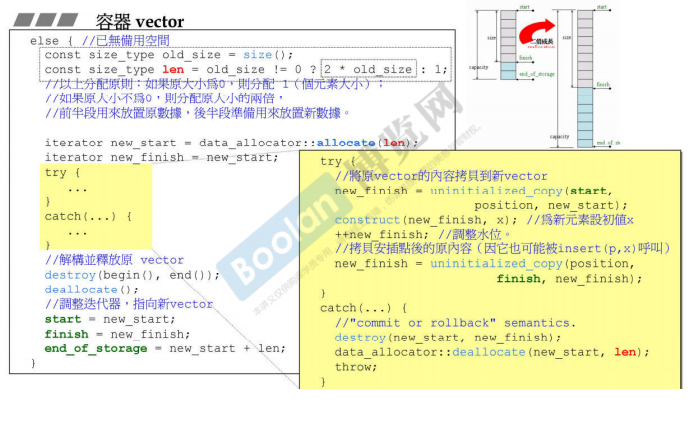 容器 vector
else { //已無備用空間
const size_type old_size = size();
const size_type len = old_size != 0 ? 2 * old_size : 1;
//以上分配原則：如果原大小為0，則分配 1（個元素大小）；
//如果原大小不為0，則分配原大小的兩倍，
//前半段用來放置原數據，後半段準備用來放置新數據。
iterator new_start = data_allocator::allocate(len);
iterator new_finish = new_start;
try {
...
}
catch(...) {
...
}
//解構並釋放原 vector
destroy(begin(), end());
deallocate();
//調整迭代器，指向新vector
start = new_start;
finish = new_finish;
end_of_storage = new_start + len;
}
try {
//將原vector的內容拷貝到新vector
new_finish = uninitialized_copy(start,
position, new_start);
construct(new_finish, x); //爲新元素設初值x
++new_finish; //調整水位。
//拷貝安插點後的原內容（因它也可能被insert(p,x)呼叫）
new_finish = uninitialized_copy(position,
finish, new_finish);
}
catch(...) {
//"commit or rollback" semantics.
destroy(new_start, new_finish);
data_allocator::deallocate(new_start, len);
throw;
}
start
size
capacity
finish
end_of_storage
二倍成長
start
size
finish
capacity
Boolan
博览网